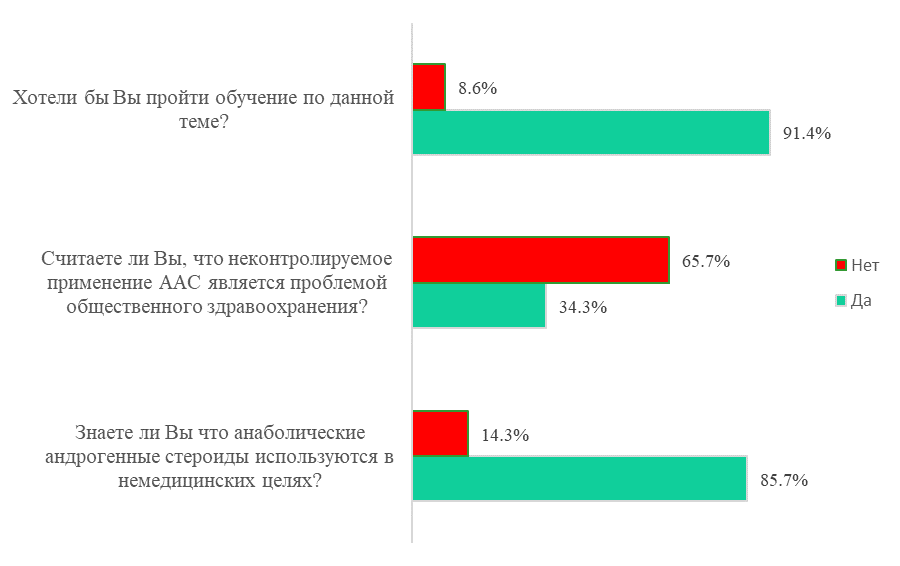 Хотели бы Вы пройти обучение по данной
теме?
8.6%
91.4%
Считаете ли Вы, что неконтролируемое
применение ААС является проблемой
общественного здравоохранения?
65.7%
34.3%
Знаете ли Вы что анаболические
андрогенные стероиды используются в
немедицинских целях?
14.3%
85.7%
Нет
Да